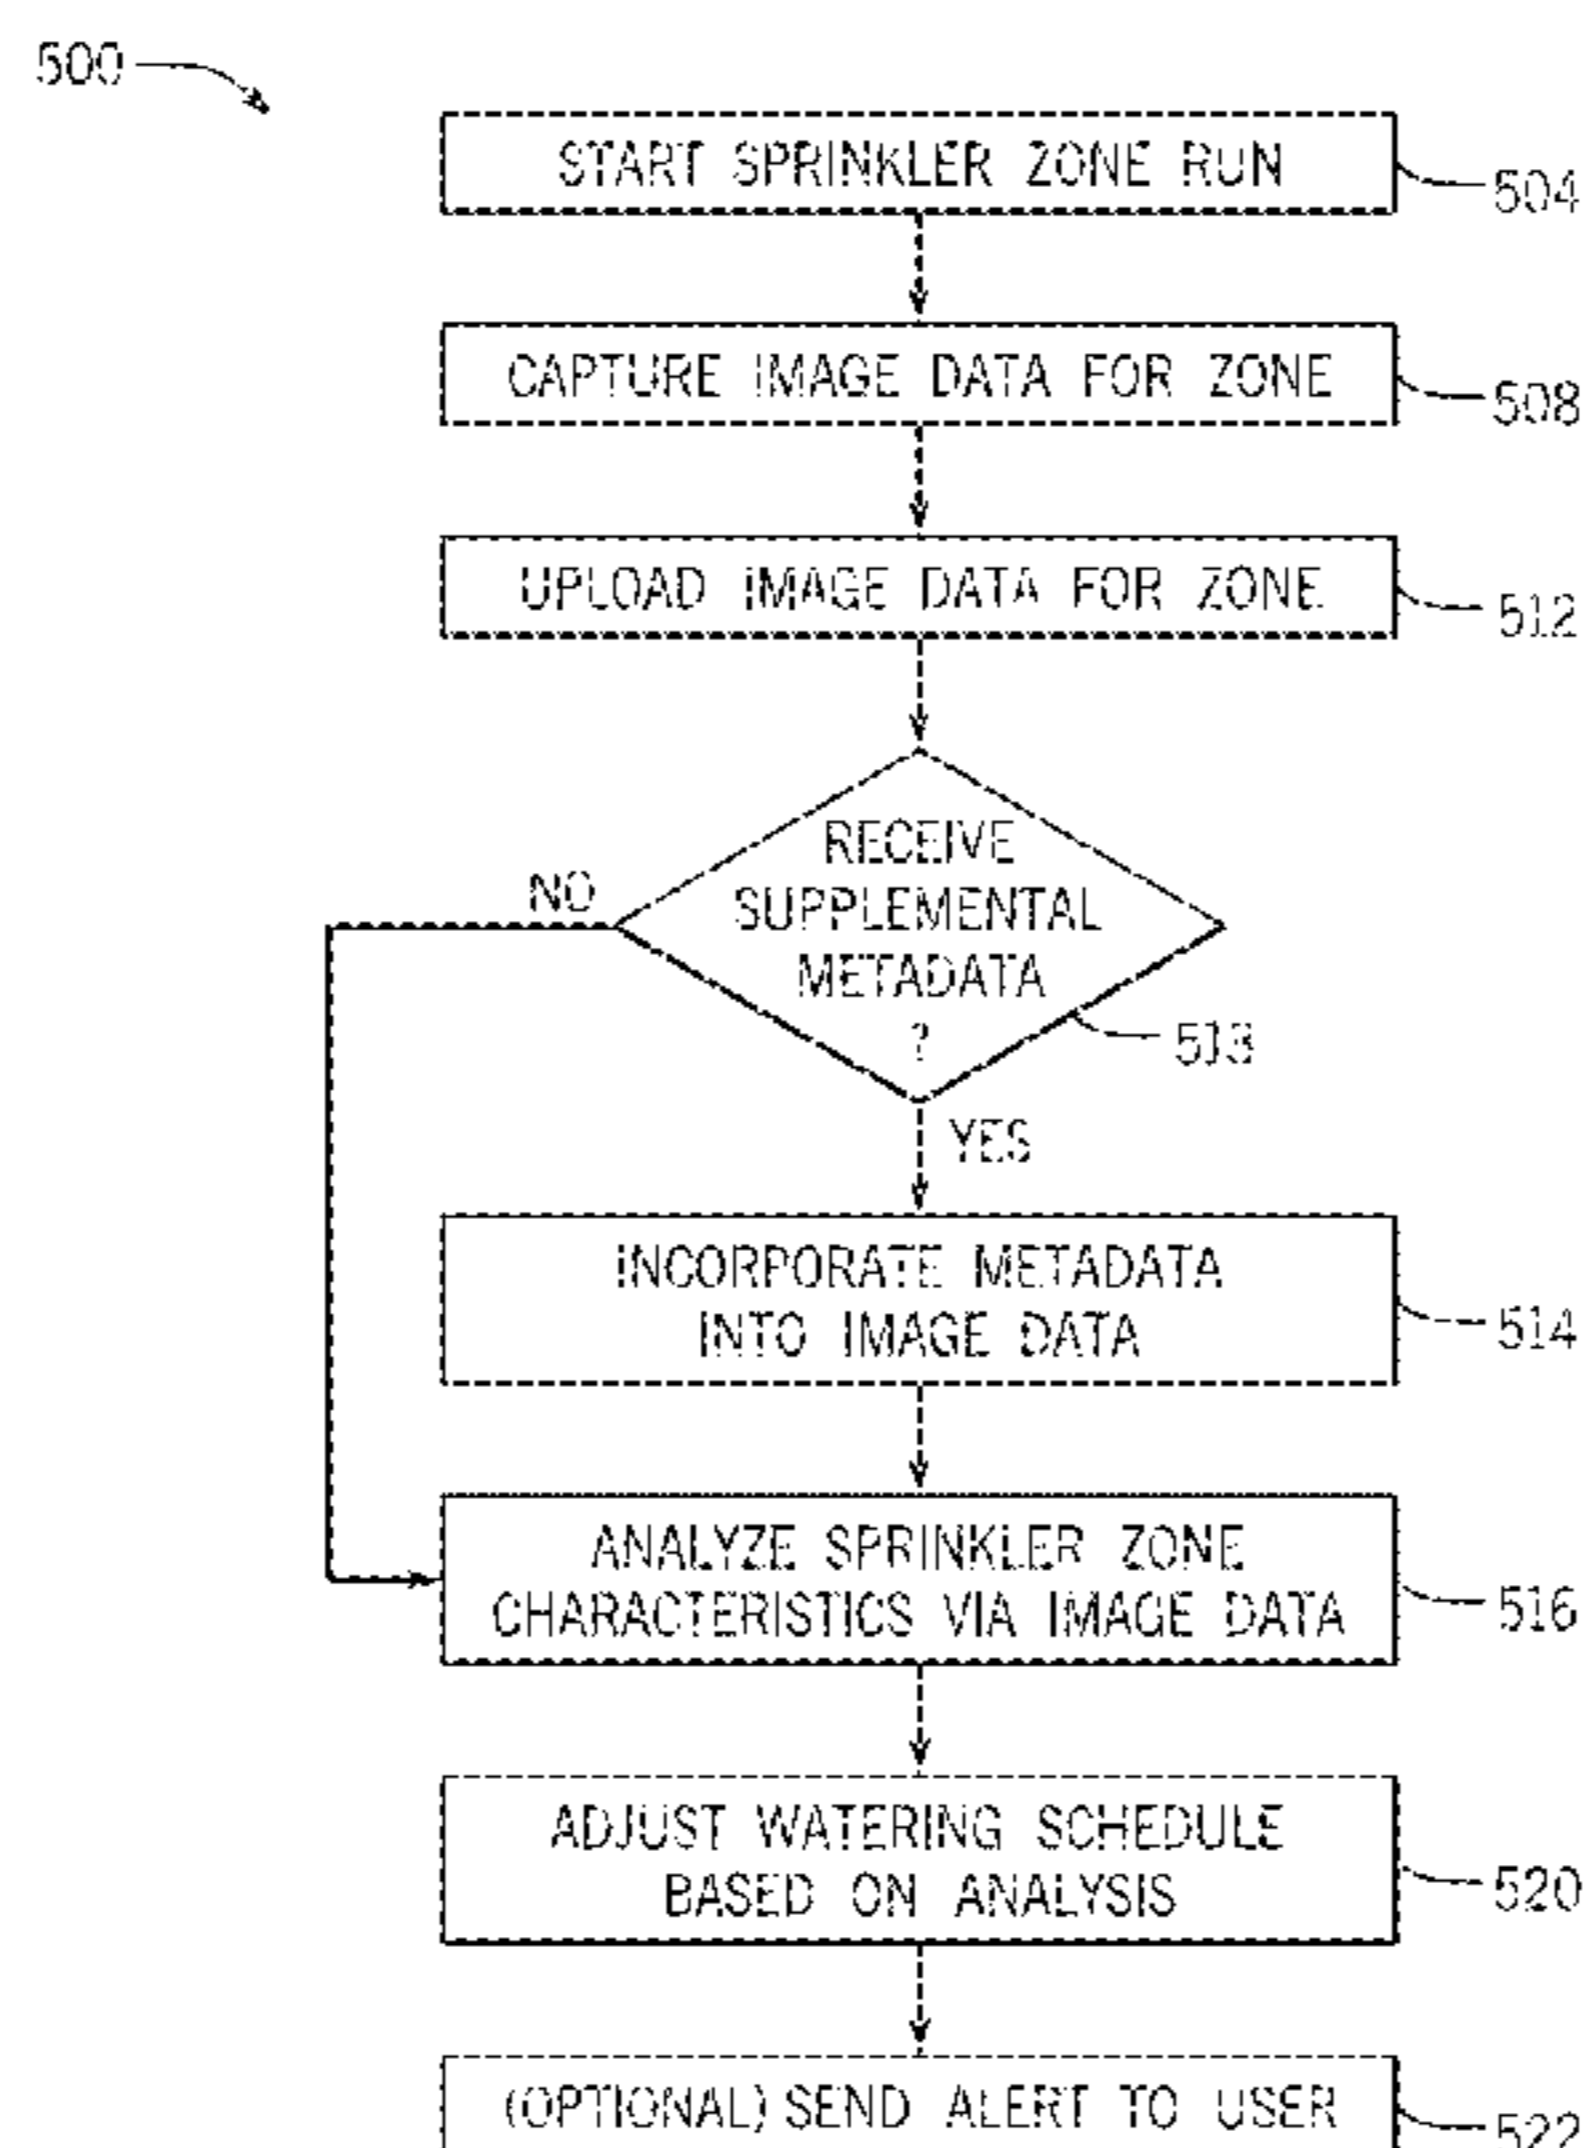 500
START SPRINKLER ZONE RUN
504
CAPTURE IMAGE DATA FOR ZONE
508
UPLOAD IMAGE DATA FOR ZONE
512
RECEIVE
SUPPLEMENTAL
METADATA
?
NO
513
YES
INCORPORATE METADATA
INTO IMAGE DATA
514
ANALYZE SPRINKLER ZONE
CHARACTERISTICS VIA IMAGE DATA
516
ADJUST WATERING SCHEDULE
BASED ON ANALYSIS
520
(OPTIONAL) SEND ALERT TO USER
522